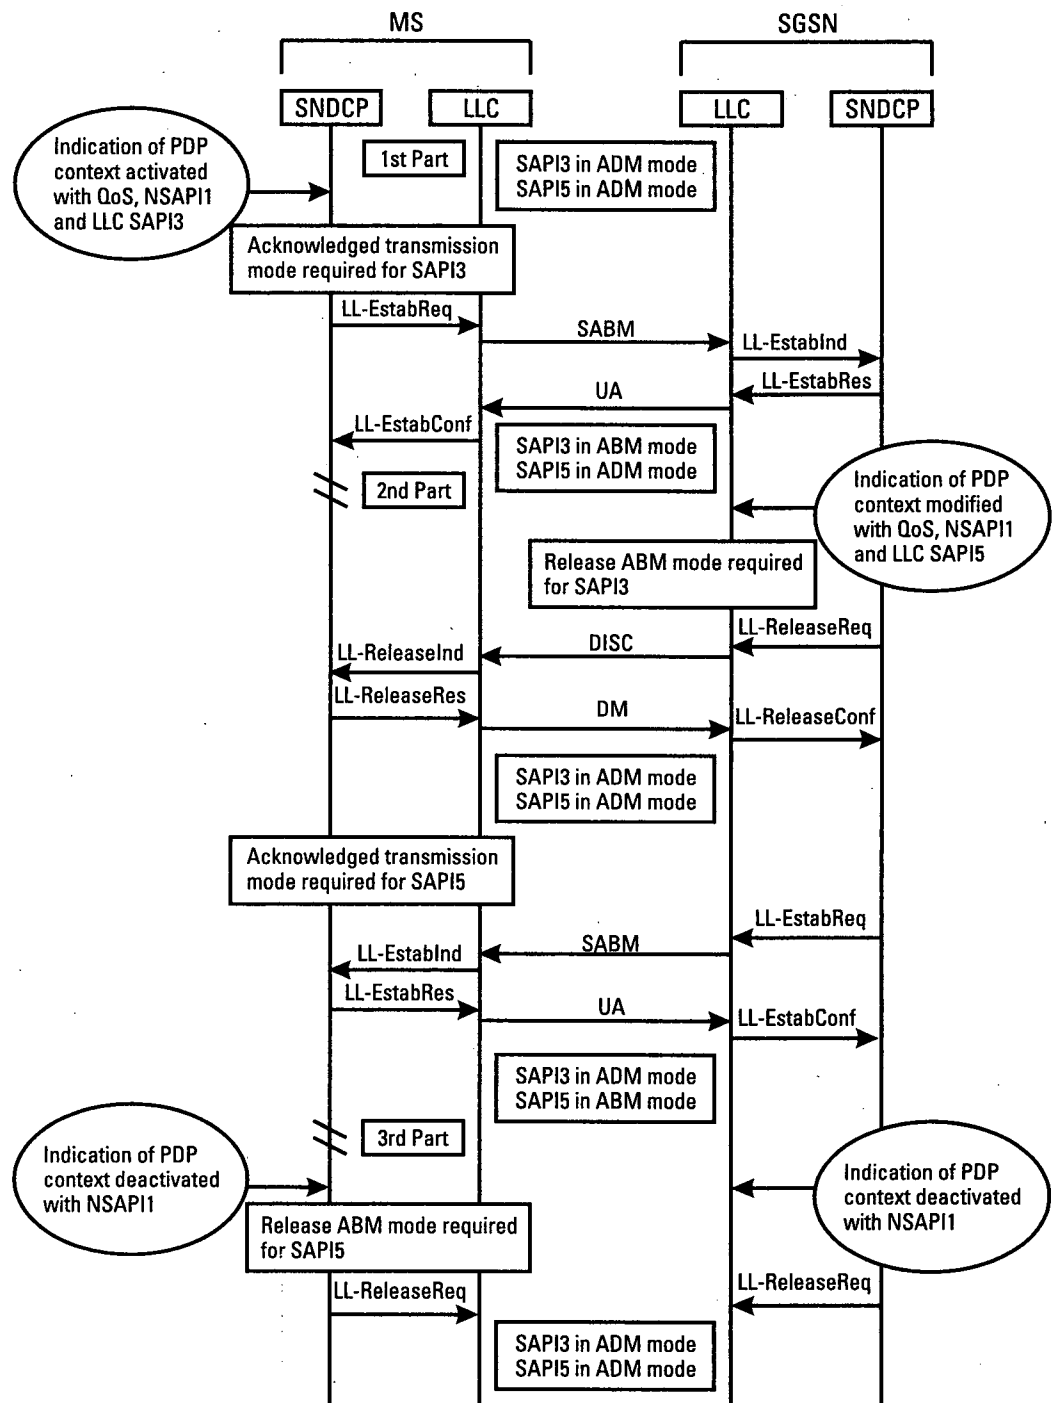 MS
SGSN
SNDCP
LLC
LLC
SNDCP
Indication of PDP
context activated
with QoS, NSAPI1
and LLC SAPI3
1st Part
SAPI3 in ADM mode
SAPI5 in ADM mode
Acknowledged transmission
mode required for SAPI3
LL-EstabReq
SABM
LL-EstabInd
LL-EstabRes
UA
LL-EstabConf
SAPI3 in ABM mode
SAPI5 in ADM mode
2nd Part
Indication of PDP
context modified
with QoS, NSAPI1
and LLC SAPI5
Release ABM mode required
for SAPI3
LL-ReleaseReq
DISC
LL-ReleaseInd
LL-ReleaseRes
DM
LL-ReleaseConf
SAPI3 in ADM mode
SAPI5 in ADM mode
Acknowledged transmission
mode required for SAPI5
LL-EstabReq
SABM
LL-EstabInd
LL-EstabRes
UA
LL-EstabConf
SAPI3 in ADM mode
SAPI5 in ABM mode
3rd Part
Indication of PDP
context deactivated
with NSAPI1
Indication of PDP
context deactivated
with NSAPI1
Release ABM mode required
for SAPI5
LL-ReleaseReq
LL-ReleaseReq
SAPI3 in ADM mode
SAPI5 in ADM mode